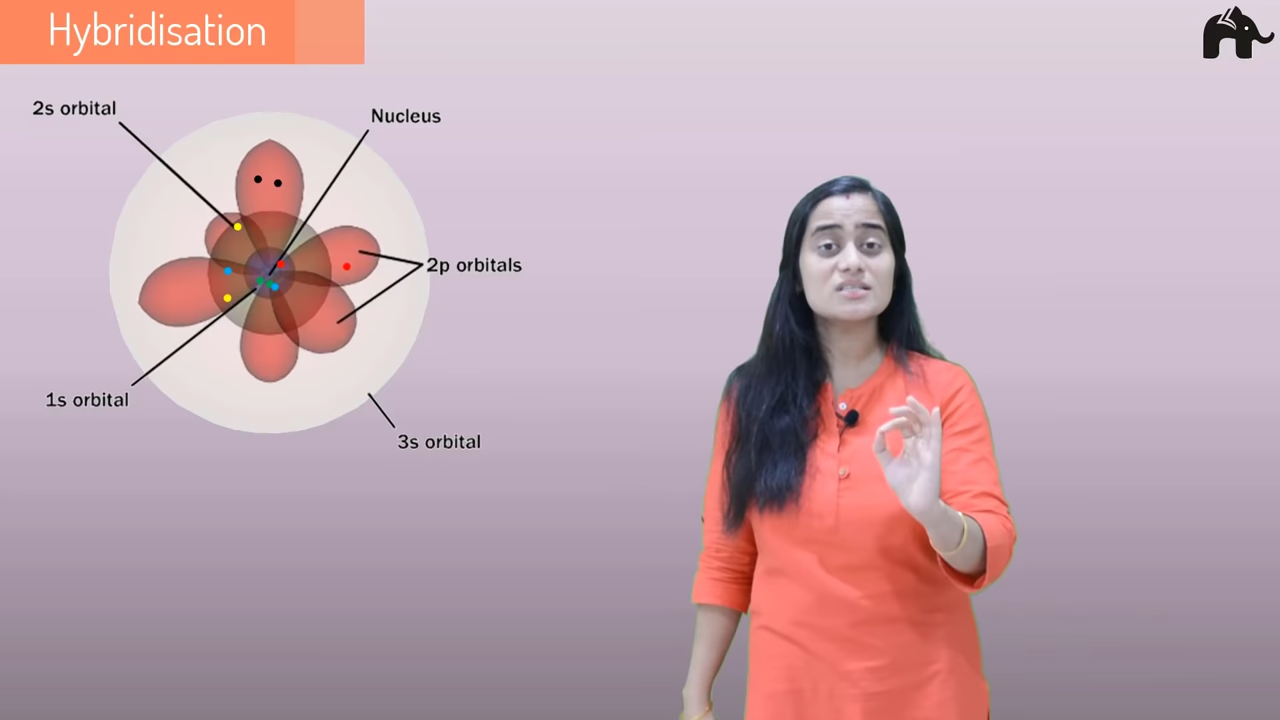 Hybridisation
2s orbital
Nucleus
2p orbitals
1s orbital
3s orbital